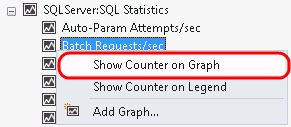 SQLServer:SQL Statistics
Auto-Param Attempts/sec
Batch Requests/sec
Show Counter on Graph
Show Counter on Legend
Add Graph...